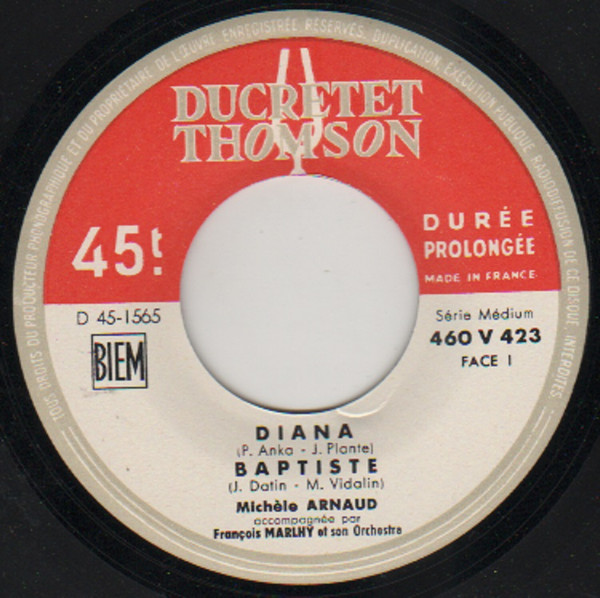 TOUS DROITS DU PRODUCTEUR PHONOGRAPHIQUE ET DU PROPRIÉTAIRE DE L'ŒUVRE ENREGISTRÉE RÉSERVÉS, DUPLICATION, EXÉCUTION PUBLIQUE RADIODIFFUSION DE CE DISQUE, INTERDITES.
DUCRETET
THOMSON
45t.
DURÉE
PROLONGÉE
MADE IN FRANCE
D 45-1565
BIEM
Série Médium
460 V 423
FACE 1
DIANA
(P. Anka - J. Plante)
BAPTISTE
(J. Datin - M. Vidalin)
Michèle ARNAUD
accompagnée par
François MARLHY et son Orchestre